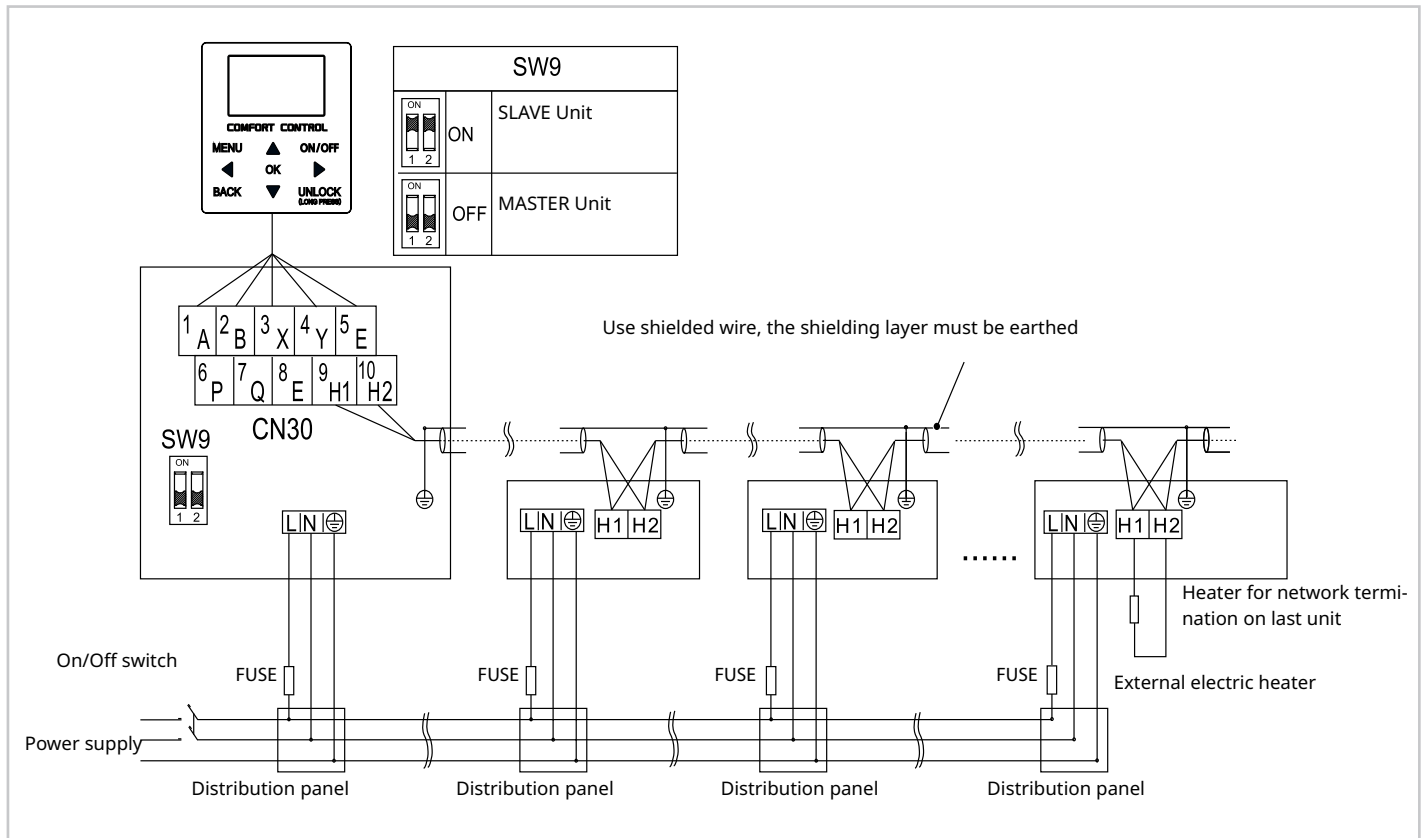 SW9
ON
1 2
ON
SLAVE Unit
ON
1 2
OFF
MASTER Unit
COMFORT CONTROL
MENU ▲ ON/OFF
◀ OK ▶
BACK ▼ UNLOCK
(LONG PRESS)
1 A 2 B 3 X 4 Y 5 E
6 P 7 Q 8 E 9 H1 10 H2
CN30
SW9
ON
1 2
Use shielded wire, the shielding layer must be earthed
L N
L N
H1 H2
L N
H1 H2
......
L N
H1 H2
Heater for network termi-
nation on last unit
External electric heater
On/Off switch
FUSE
FUSE
FUSE
FUSE
Power supply
Distribution panel
Distribution panel
Distribution panel
Distribution panel